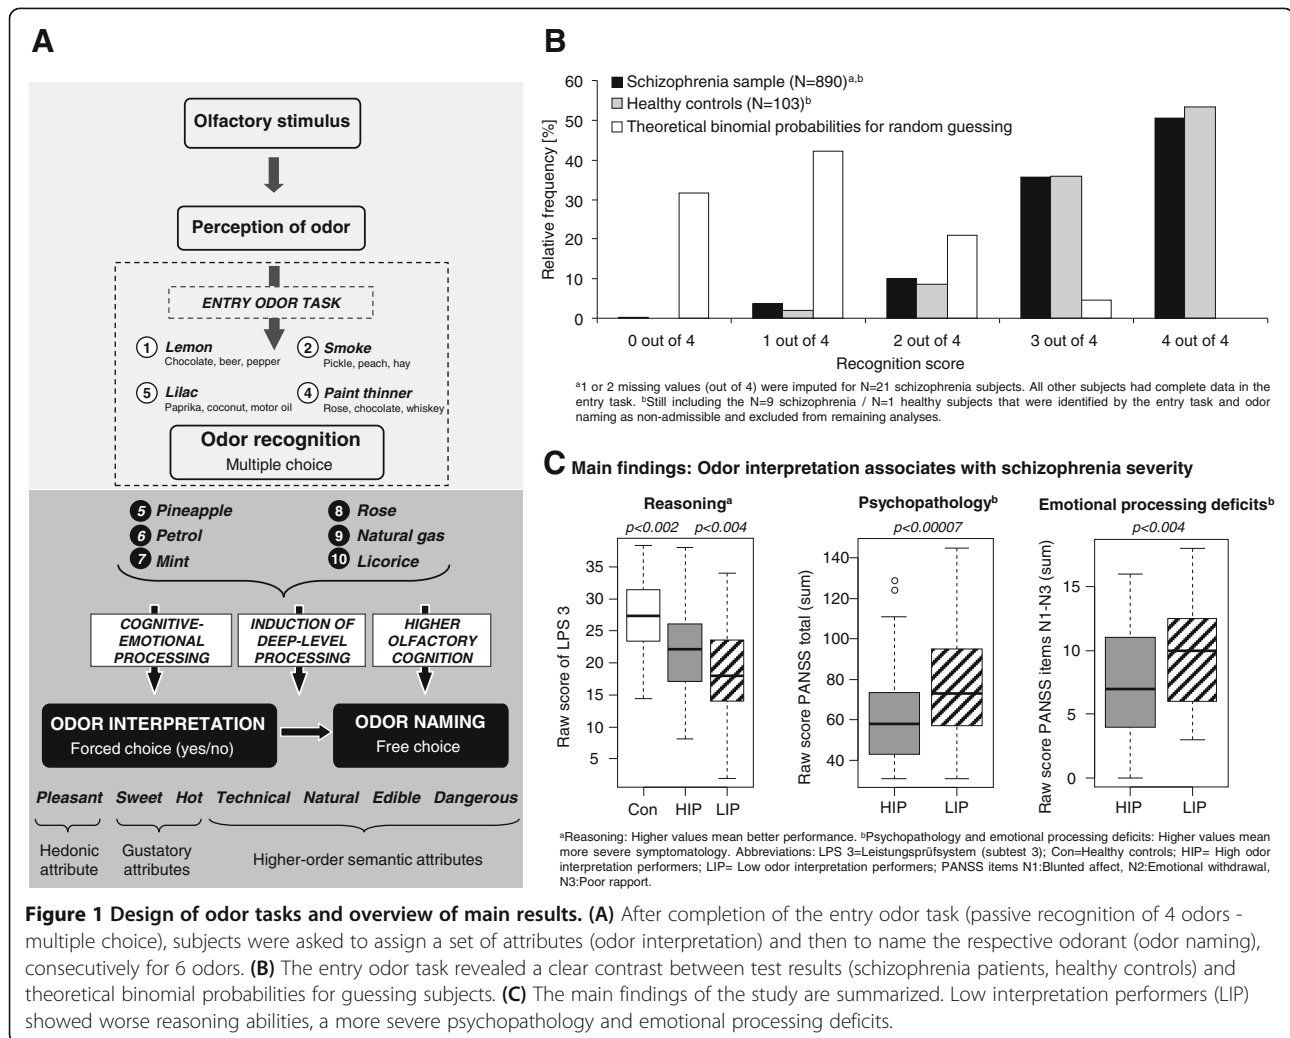 A
Olfactory stimulus
Perception of odor
ENTRY ODOR TASK
1 Lemon
Chocolate, beer, pepper
2 Smoke
Pickle, peach, hay
5 Lilac
Paprika, coconut, motor oil
4 Paint thinner
Rose, chocolate, whiskey
Odor recognition
Multiple choice
5 Pineapple
6 Petrol
7 Mint
8 Rose
9 Natural gas
10 Licorice
COGNITIVE-
EMOTIONAL
PROCESSING
INDUCTION OF
DEEP-LEVEL
PROCESSING
HIGHER
OLFACTORY
COGNITION
ODOR INTERPRETATION
Forced choice (yes/no)
ODOR NAMING
Free choice
Pleasant Sweet Hot Technical Natural Edible Dangerous
Hedonic
attribute
Gustatory
attributes
Higher-order semantic attributes
B
Schizophrenia sample (N=890)a,b
Healthy controls (N=103)b
Theoretical binomial probabilities for random guessing
Relative frequency [%]
60
50
40
30
20
10
0
0 out of 4 1 out of 4 2 out of 4 3 out of 4 4 out of 4
Recognition score
a1 or 2 missing values (out of 4) were imputed for N=21 schizophrenia subjects. All other subjects had complete data in the
entry task. bStill including the N=9 schizophrenia / N=1 healthy subjects that were identified by the entry task and odor
naming as non-admissible and excluded from remaining analyses.
C Main findings: Odor interpretation associates with schizophrenia severity
Reasoninga
p<0.002 p<0.004
Raw score of LPS 3
35
30
25
20
15
10
5
Con HIP LIP
Psychopathologyb
p<0.00007
Raw score PANSS total (sum)
140
120
100
80
60
40
HIP LIP
Emotional processing deficitsb
p<0.004
Raw score PANSS items N1-N3 (sum)
15
10
5
0
HIP LIP
aReasoning: Higher values mean better performance. bPsychopathology and emotional processing deficits: Higher values mean
more severe symptomatology. Abbreviations: LPS 3=Leistungsprüfsystem (subtest 3); Con=Healthy controls; HIP= High odor
interpretation performers; LIP= Low odor interpretation performers; PANSS items N1:Blunted affect, N2:Emotional withdrawal,
N3:Poor rapport.
Figure 1 Design of odor tasks and overview of main results. (A) After completion of the entry odor task (passive recognition of 4 odors -
multiple choice), subjects were asked to assign a set of attributes (odor interpretation) and then to name the respective odorant (odor naming),
consecutively for 6 odors. (B) The entry odor task revealed a clear contrast between test results (schizophrenia patients, healthy controls) and
theoretical binomial probabilities for guessing subjects. (C) The main findings of the study are summarized. Low interpretation performers (LIP)
showed worse reasoning abilities, a more severe psychopathology and emotional processing deficits.